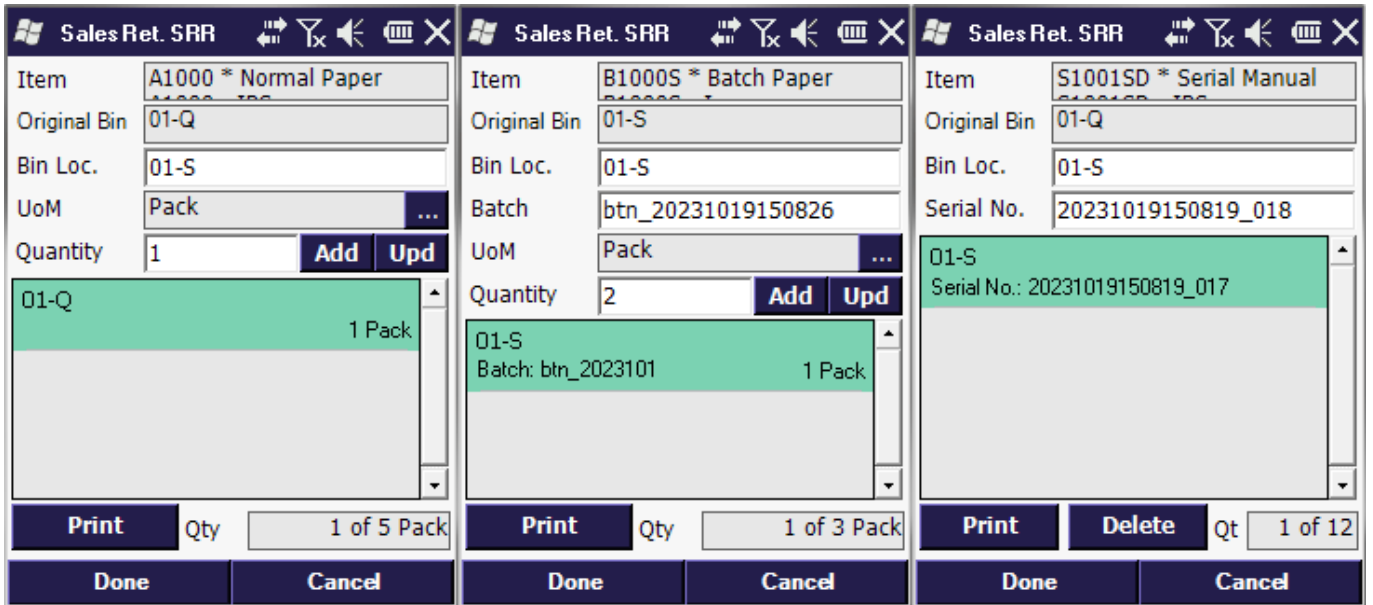 Sales Ret. SRR
Item A1000 * Normal Paper
Original Bin 01-Q
Bin Loc. 01-S
UoM Pack ...
Quantity 1 Add Upd
01-Q
1 Pack
Print Qty 1 of 5 Pack
Done Cancel
Sales Ret. SRR
Item B1000S * Batch Paper
Original Bin 01-S
Bin Loc. 01-S
Batch btn_20231019150826
UoM Pack ...
Quantity 2 Add Upd
01-S
Batch: btn_2023101 1 Pack
Print Qty 1 of 3 Pack
Done Cancel
Sales Ret. SRR
Item S1001SD * Serial Manual
Original Bin 01-Q
Bin Loc. 01-S
Serial No. 20231019150819_018
01-S
Serial No.: 20231019150819_017
Print Delete Qt 1 of 12
Done Cancel